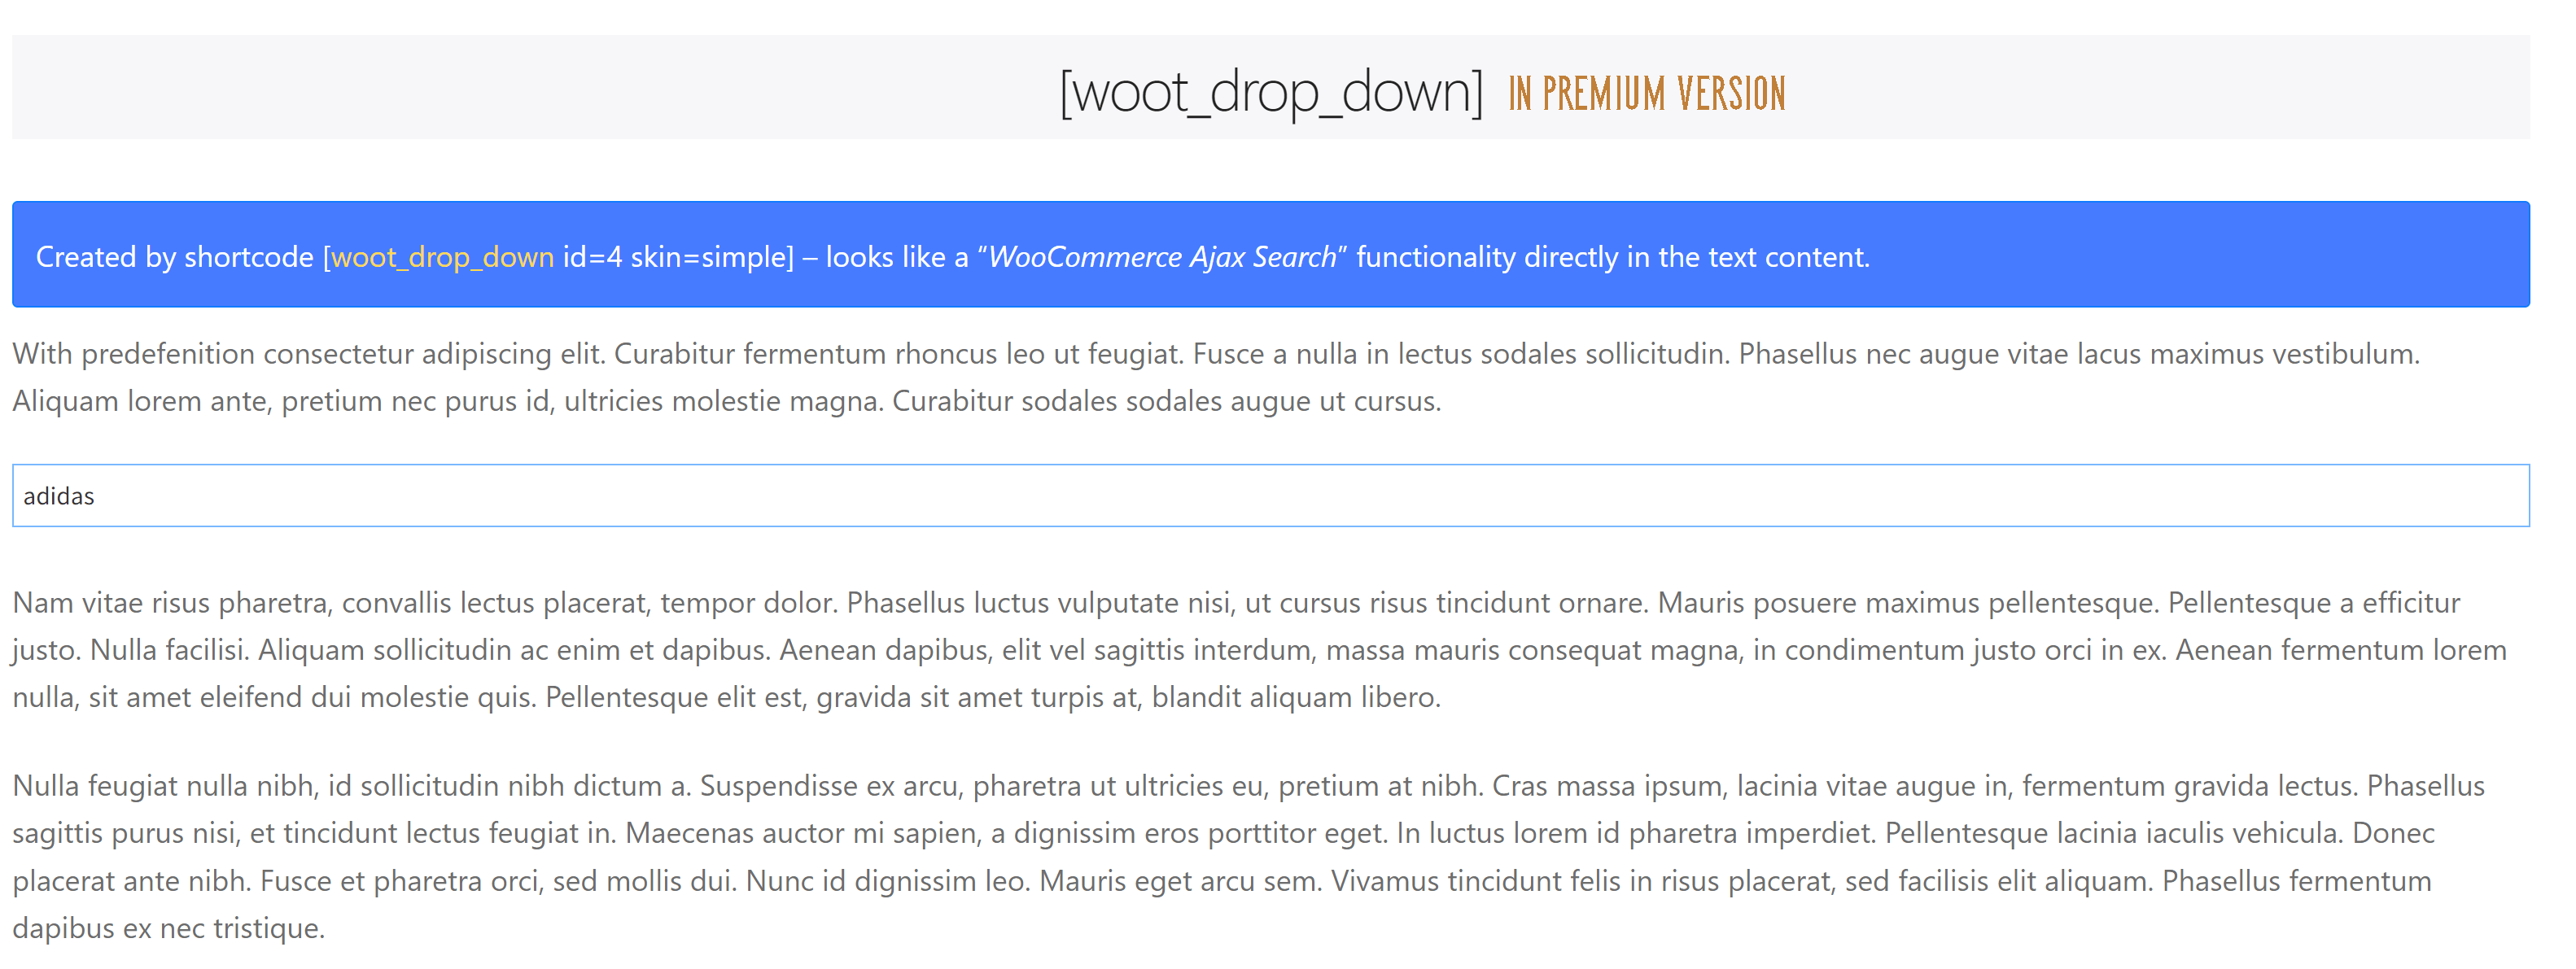 [woot_drop_down] IN PREMIUM VERSION
Created by shortcode [woot_drop_down id=4 skin=simple] – looks like a “WooCommerce Ajax Search” functionality directly in the text content.
With predefenition consectetur adipiscing elit. Curabitur fermentum rhoncus leo ut feugiat. Fusce a nulla in lectus sodales sollicitudin. Phasellus nec augue vitae lacus maximus vestibulum.
Aliquam lorem ante, pretium nec purus id, ultricies molestie magna. Curabitur sodales sodales augue ut cursus.
adidas
Nam vitae risus pharetra, convallis lectus placerat, tempor dolor. Phasellus luctus vulputate nisi, ut cursus risus tincidunt ornare. Mauris posuere maximus pellentesque. Pellentesque a efficitur
justo. Nulla facilisi. Aliquam sollicitudin ac enim et dapibus. Aenean dapibus, elit vel sagittis interdum, massa mauris consequat magna, in condimentum justo orci in ex. Aenean fermentum lorem
nulla, sit amet eleifend dui molestie quis. Pellentesque elit est, gravida sit amet turpis at, blandit aliquam libero.
Nulla feugiat nulla nibh, id sollicitudin nibh dictum a. Suspendisse ex arcu, pharetra ut ultricies eu, pretium at nibh. Cras massa ipsum, lacinia vitae augue in, fermentum gravida lectus. Phasellus
sagittis purus nisi, et tincidunt lectus feugiat in. Maecenas auctor mi sapien, a dignissim eros porttitor eget. In luctus lorem id pharetra imperdiet. Pellentesque lacinia iaculis vehicula. Donec
placerat ante nibh. Fusce et pharetra orci, sed mollis dui. Nunc id dignissim leo. Mauris eget arcu sem. Vivamus tincidunt felis in risus placerat, sed facilisis elit aliquam. Phasellus fermentum
dapibus ex nec tristique.